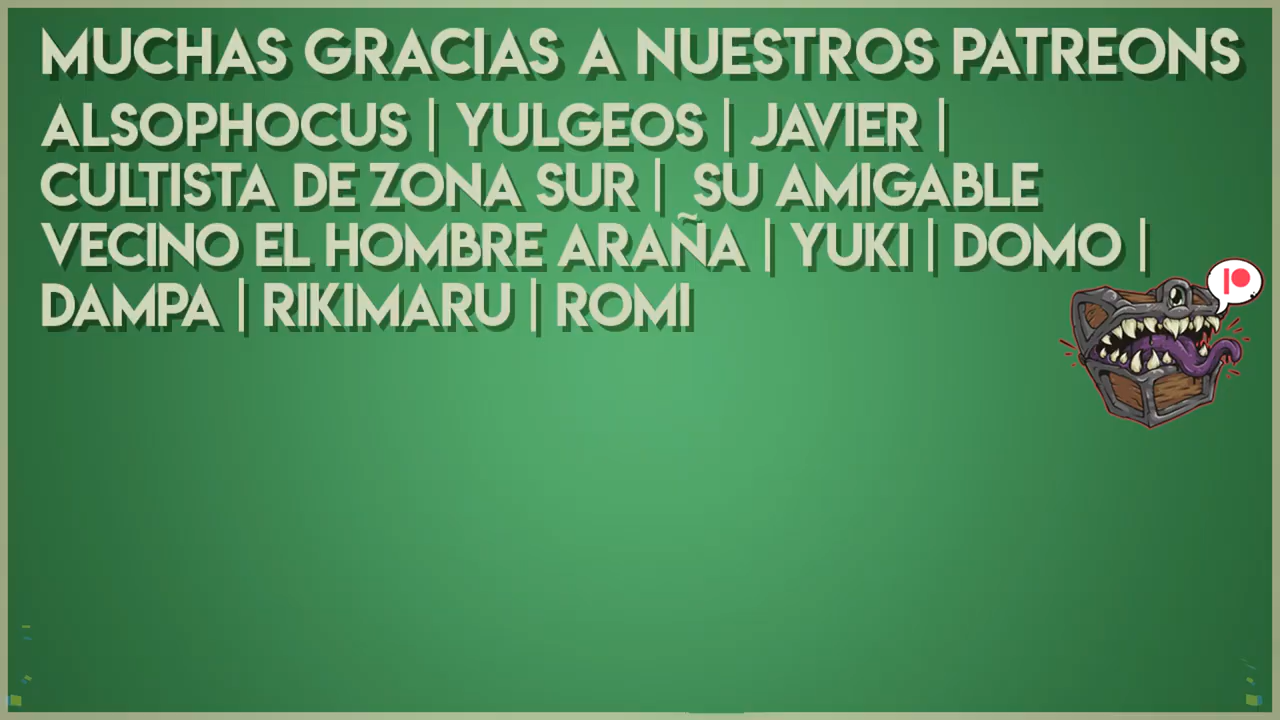 MUCHAS GRACIAS A NUESTROS PATREONS
ALSOPHOCUS | YULGEOS | JAVIER |
CULTISTA DE ZONA SUR | SU AMIGABLE
VECINO EL HOMBRE ARAÑA | YUKI | DOMO |
DAMPA | RIKIMARU | ROMI